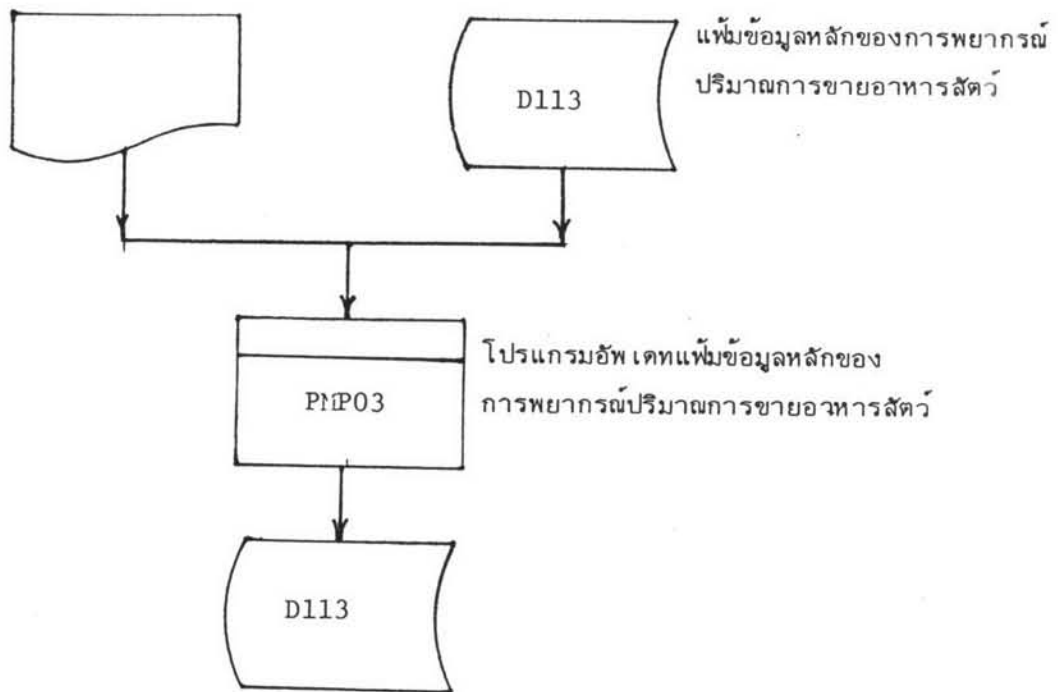 แฟ้มข้อมูลหลักของการพยากรณ์
ปริมาณการขายอาหารสัตว์
D113
โปรแกรมอัพเดทแฟ้มข้อมูลหลักของ
การพยากรณ์ปริมาณการขายอวหารสัตว์
PMP03
D113